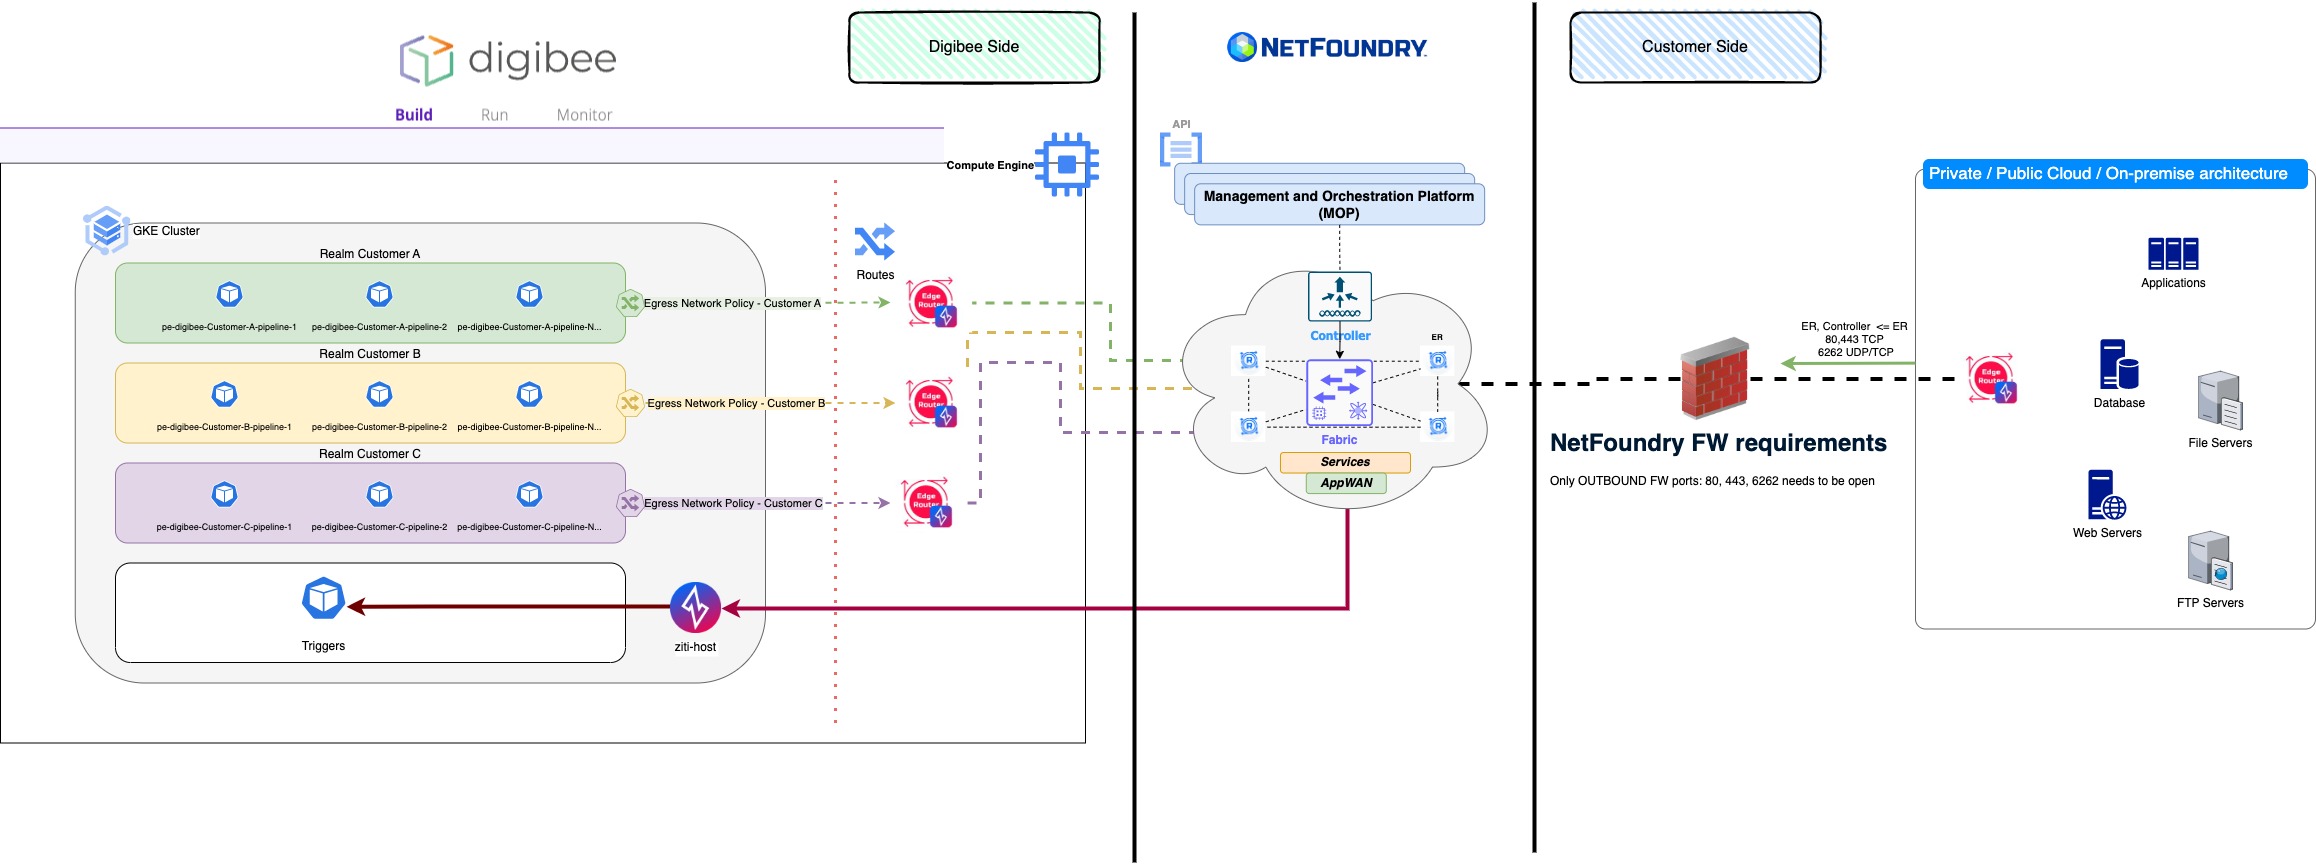 digibee
Build
Run
Monitor
Digibee Side
NETFOUNDRY
Customer Side
API
Compute Engine
Management and Orchestration Platform
(MOP)
Private / Public Cloud / On-premise architecture
GKE Cluster
Realm Customer A
pe-digibee-Customer-A-pipeline-1
pe-digibee-Customer-A-pipeline-2
pe-digibee-Customer-A-pipeline-N...
Egress Network Policy - Customer A
Realm Customer B
pe-digibee-Customer-B-pipeline-1
pe-digibee-Customer-B-pipeline-2
pe-digibee-Customer-B-pipeline-N...
Egress Network Policy - Customer B
Realm Customer C
pe-digibee-Customer-C-pipeline-1
pe-digibee-Customer-C-pipeline-2
pe-digibee-Customer-C-pipeline-N...
Egress Network Policy - Customer C
Triggers
ziti-host
Routes
Edge
Router
Edge
Router
Edge
Router
Controller
ER
R
R
R
R
Fabric
Services
AppWAN
ER, Controller <= ER
80,443 TCP
6262 UDP/TCP
NetFoundry FW requirements
Only OUTBOUND FW ports: 80, 443, 6262 needs to be open
Edge
Router
Applications
Database
File Servers
Web Servers
FTP Servers